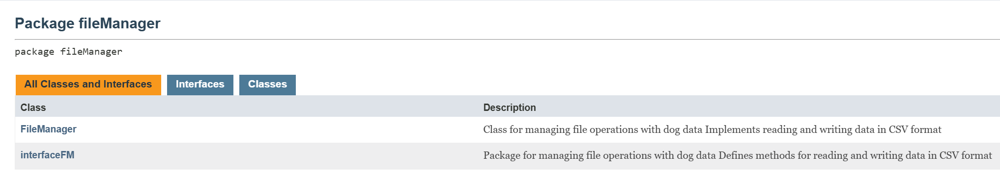 Package fileManager
package fileManager
All Classes and Interfaces Interfaces Classes
Class Description
FileManager Class for managing file operations with dog data Implements reading and writing data in CSV format
interfaceFM Package for managing file operations with dog data Defines methods for reading and writing data in CSV format